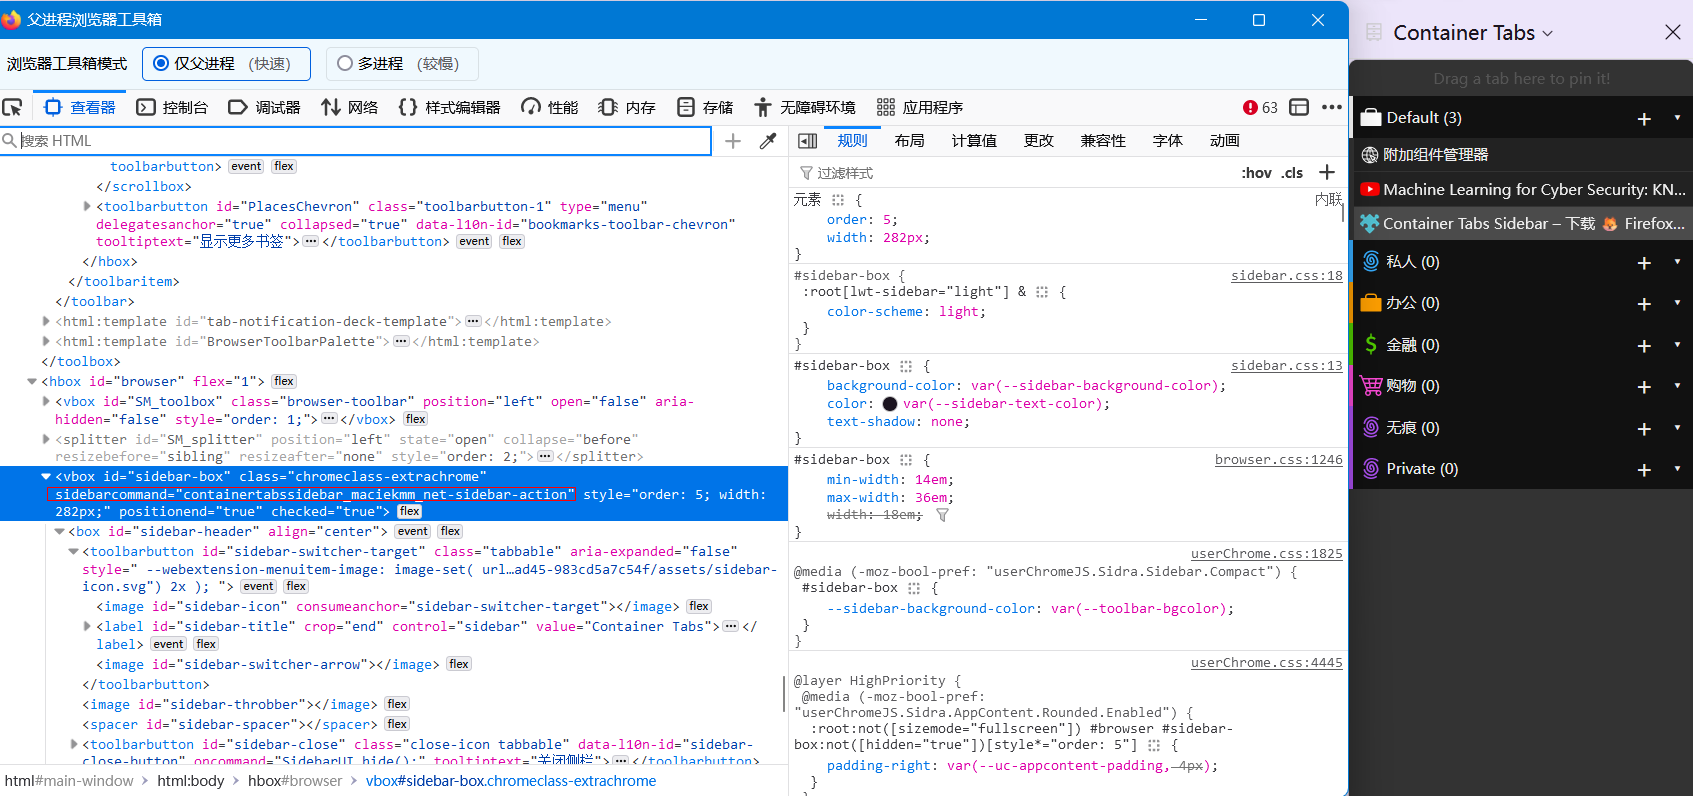 父进程浏览器工具箱
浏览器工具箱模式 仅父进程 (快速) 多进程 (较慢)
查看器 控制台 调试器 网络 样式编辑器 性能 内存 存储 无障碍环境 应用程序 63
搜索 HTML
toolbarbutton> event flex
</scrollbox>
<toolbarbutton id="PlacesChevron" class="toolbarbutton-1" type="menu"
delegatesanchor="true" collapsed="true" data-l10n-id="bookmarks-toolbar-chevron"
tooltiptext="显示更多书签"></toolbarbutton> event flex
</hbox>
</toolbaritem>
</toolbar>
<html:template id="tab-notification-deck-template"></html:template>
<html:template id="BrowserToolbarPalette"></html:template>
</toolbox>
<hbox id="browser" flex="1"> flex
<vbox id="SM_toolbox" class="browser-toolbar" position="left" open="false" aria-
hidden="false" style="order: 1;"></vbox> flex
<splitter id="SM_splitter" position="left" state="open" collapse="before"
resizebefore="sibling" resizeafter="none" style="order: 2;"></splitter>
<vbox id="sidebar-box" class="chromeclass-extrachrome"
sidebarcommand="containertabssidebar_maciekmm_net-sidebar-action" style="order: 5; width:
282px;" positionend="true" checked="true"> flex
<box id="sidebar-header" align="center"> event flex
<toolbarbutton id="sidebar-switcher-target" class="tabbable" aria-expanded="false"
style=" --webextension-menuitem-image: image-set( url…ad45-983cd5a7c54f/assets/sidebar-
icon.svg") 2x ); "> event flex
<image id="sidebar-icon" consumeanchor="sidebar-switcher-target"></image> flex
<label id="sidebar-title" crop="end" control="sidebar" value="Container Tabs"></
label> event flex
<image id="sidebar-switcher-arrow"></image> flex
</toolbarbutton>
<image id="sidebar-throbber"></image> flex
<spacer id="sidebar-spacer"></spacer> flex
<toolbarbutton id="sidebar-close" class="close-icon tabbable" data-l10n-id="sidebar-
close-button" oncommand="SidebarUI.hide();" tooltiptext="关闭侧栏"></toolbarbutton>
html#main-window > html:body > hbox#browser > vbox#sidebar-box.chromeclass-extrachrome
规则 布局 计算值 更改 兼容性 字体 动画
过滤样式 :hov .cls +
元素 { 内联
order: 5;
width: 282px;
}
#sidebar-box { sidebar.css:18
:root[lwt-sidebar="light"] & {
color-scheme: light;
}
}
#sidebar-box { sidebar.css:13
background-color: var(--sidebar-background-color);
color: var(--sidebar-text-color);
text-shadow: none;
}
#sidebar-box { browser.css:1246
min-width: 14em;
max-width: 36em;
width: 18em;
}
userChrome.css:1825
@media (-moz-bool-pref: "userChromeJS.Sidra.Sidebar.Compact") {
#sidebar-box {
--sidebar-background-color: var(--toolbar-bgcolor);
}
}
userChrome.css:4445
@layer HighPriority {
@media (-moz-bool-pref:
"userChromeJS.Sidra.AppContent.Rounded.Enabled") {
:root:not([sizemode="fullscreen"]) #browser #sidebar-
box:not([hidden="true"])[style*="order: 5"] {
padding-right: var(--uc-appcontent-padding, 4px);
}
Container Tabs
Drag a tab here to pin it!
Default (3) +
附加组件管理器
Machine Learning for Cyber Security: KN...
Container Tabs Sidebar – 下载 🦊 Firefox...
私人 (0) +
办公 (0) +
金融 (0) +
购物 (0) +
无痕 (0) +
Private (0) +